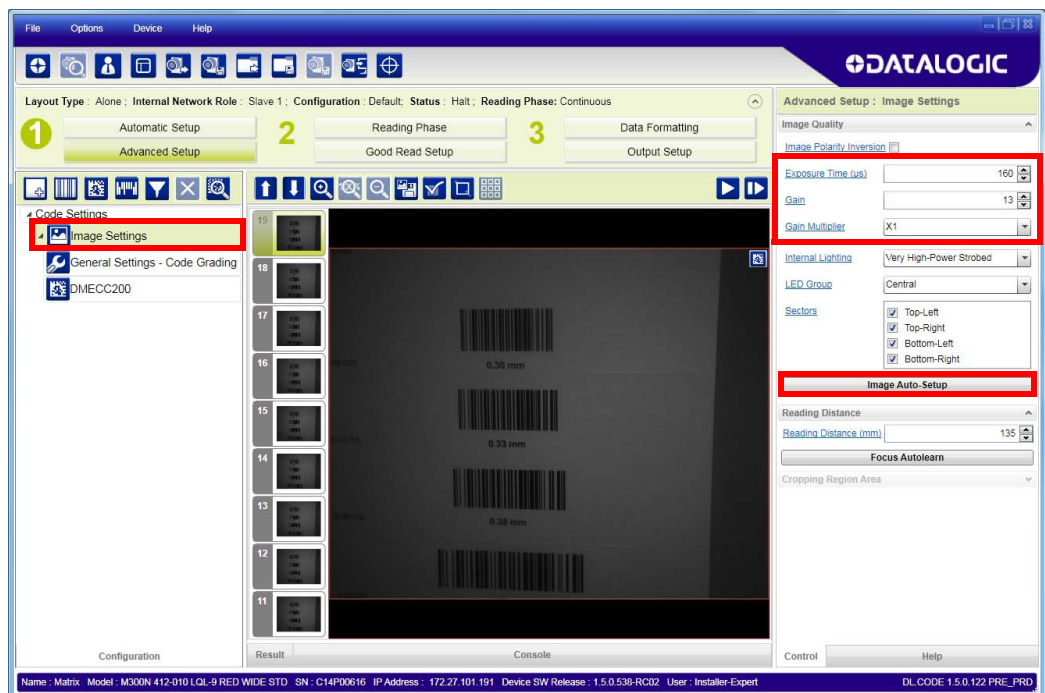 File Options Device Help
DATALOGIC
Layout Type : Alone ; Internal Network Role : Slave 1 ; Configuration : Default; Status : Halt ; Reading Phase: Continuous
1 Automatic Setup
Advanced Setup
2 Reading Phase
Good Read Setup
3 Data Formatting
Output Setup
Code Settings
Image Settings
General Settings - Code Grading
DMECC200
Configuration
19
18
17
16
15
14
13
12
11
0.30 mm
0.33 mm
0.38 mm
Result Console
Advanced Setup : Image Settings
Image Quality
Image Polarity Inversion
Exposure Time (us) 160
Gain 13
Gain Multiplier X1
Internal Lighting Very High-Power Strobed
LED Group Central
Sectors Top-Left
Top-Right
Bottom-Left
Bottom-Right
Image Auto-Setup
Reading Distance
Reading Distance (mm) 135
Focus Autolearn
Cropping Region Area
Control Help
Name : Matrix Model : M300N 412-010 LQL-9 RED WIDE STD SN : C14P00616 IP Address : 172.27.101.191 Device SW Release : 1.5.0.538-RC02 User : Installer-Expert DL.CODE 1.5.0.122 PRE_PRD